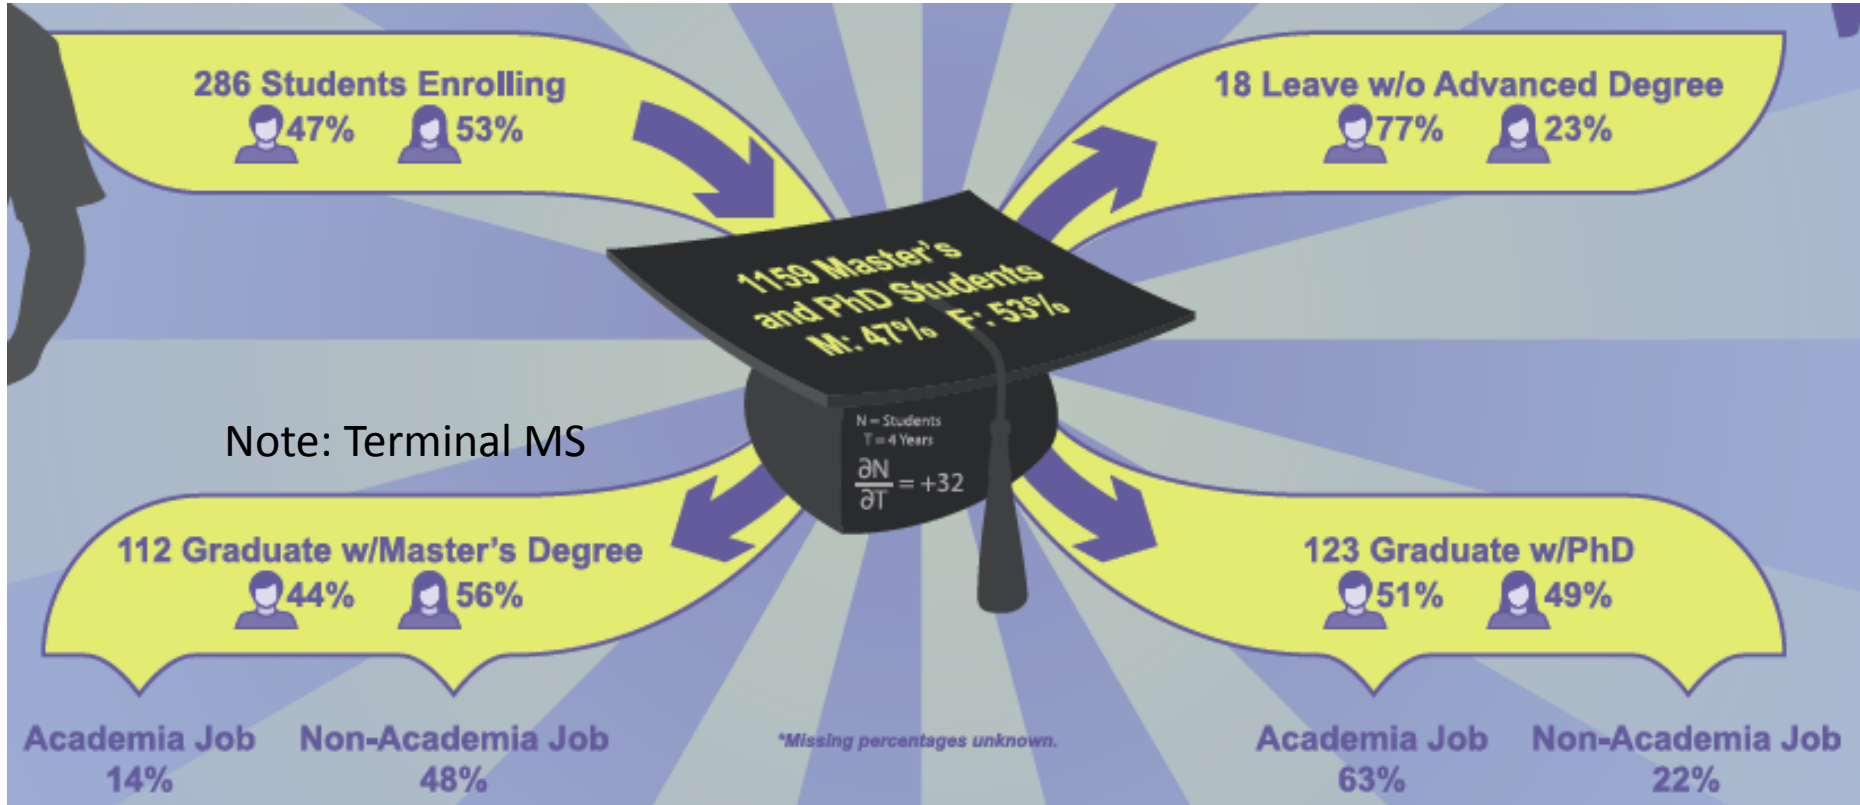 286 Students Enrolling
47% 53%
18 Leave w/o Advanced Degree
77% 23%
1159 Master's
and PhD Students
M: 47% F: 53%
N = Students
T = 4 Years
∂N/∂T = +32
Note: Terminal MS
112 Graduate w/Master's Degree
44% 56%
123 Graduate w/PhD
51% 49%
Academia Job
14%
Non-Academia Job
48%
*Missing percentages unknown.
Academia Job
63%
Non-Academia Job
22%